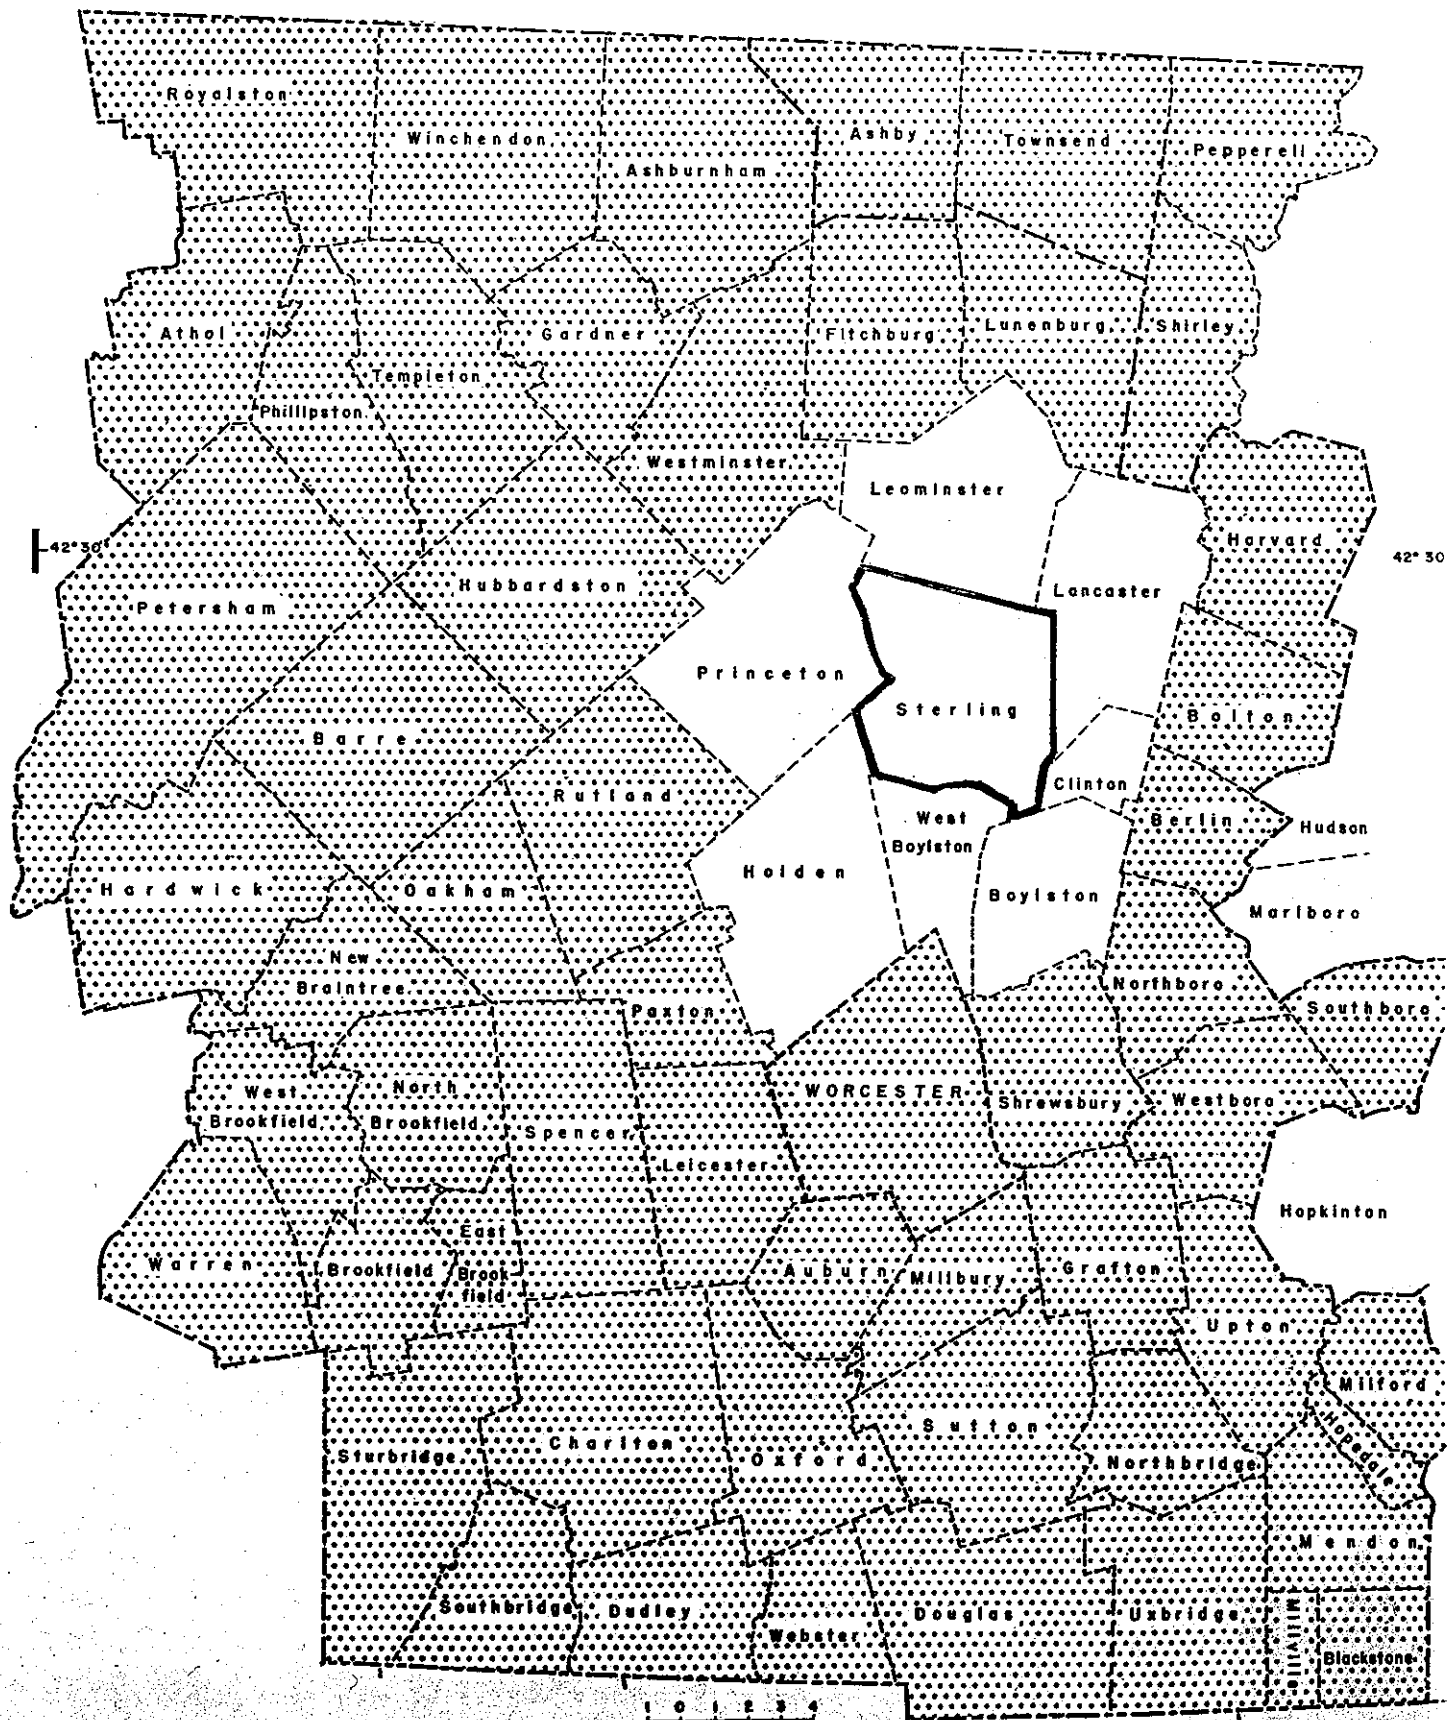 Royalston
Winchendon
Ashburnham
Ashby
Townsend
Pepperell
Athol
Phillipston
Templeton
Gardner
Westminster
Fitchburg
Lunenburg
Shirley
Leominster
42°30'
Harvard
42° 30
Petersham
Hubbardston
Lancaster
Princeton
Sterling
Bolton
Barre
Rutland
Clinton
West
Boylston
Berlin
Hudson
Hardwick
Oakham
Holden
Boylston
Marlboro
New
Braintree
Paxton
Northboro
Southboro
West
Brookfield
North
Brookfield
Spencer
Leicester
WORCESTER
Shrewsbury
Westboro
Hopkinton
Warren
Brookfield
East
Brook
field
Auburn
Millbury
Grafton
Upton
Milford
Hopedale
Sturbridge
Charlton
Oxford
Sutton
Northbridge
Mendon
Southbridge
Dudley
Webster
Douglas
Uxbridge
Millville
Blackstone
1 0 1 2 3 4